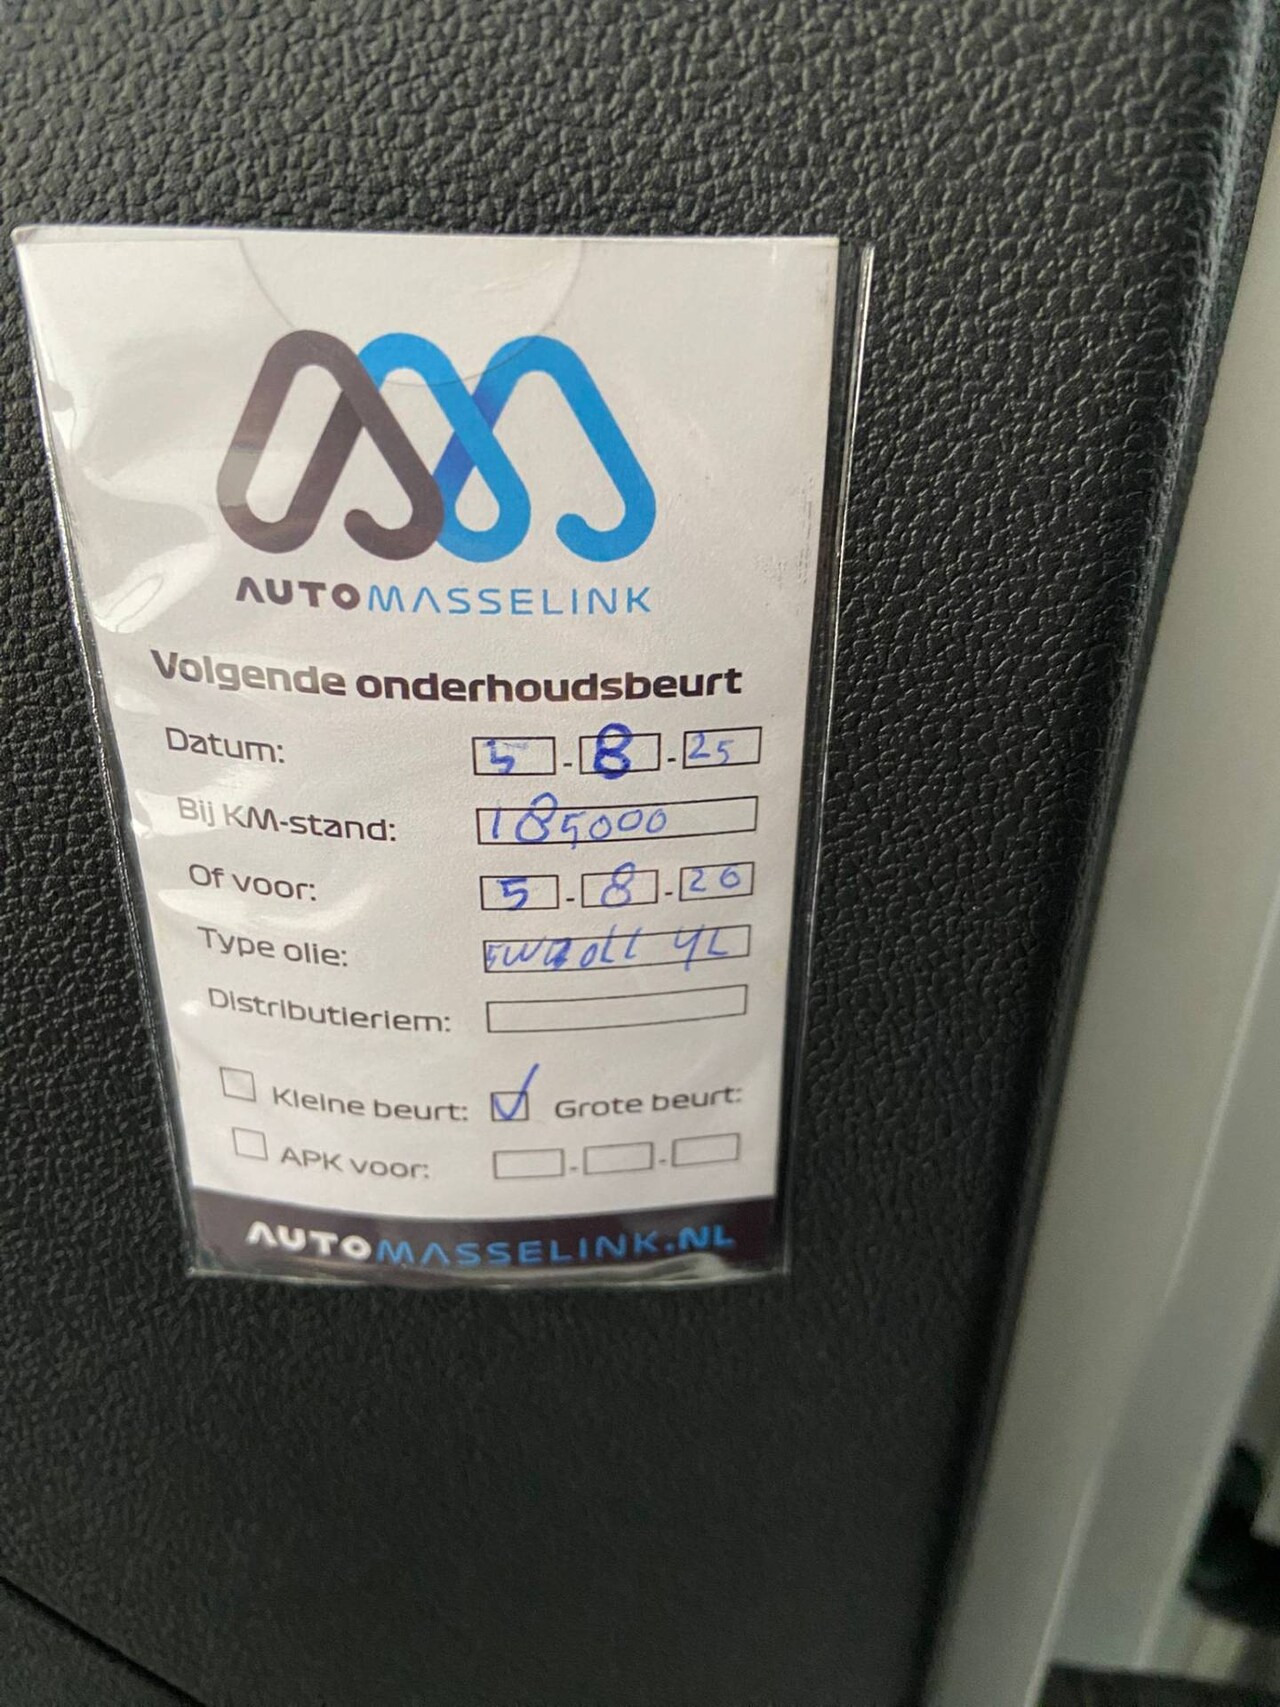 AUTOMASSELINK
Volgende onderhoudsbeurt
Datum: 5 - 8 - 25
Bij KM-stand: 185000
Of voor: 5 - 8 - 26
Type olie: 4L
Distributieriem:
Kleine beurt: Grote beurt:
APK voor: - -
AUTOMASSELINK.NL